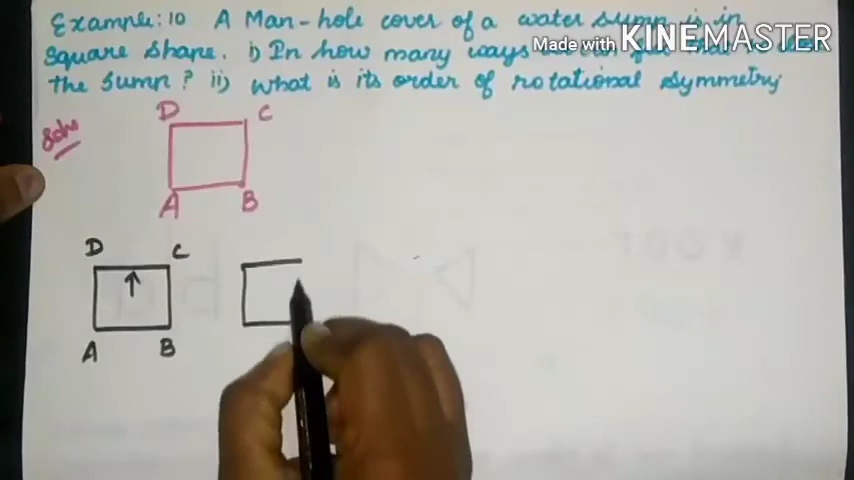 Example:10 A Man-hole cover of a water sump is in
Square shape. i) In how many ways
the sump? ii) what is its order of rotational symmetry
Made with KINEMASTER
Soln
D C
A B
D C
A B